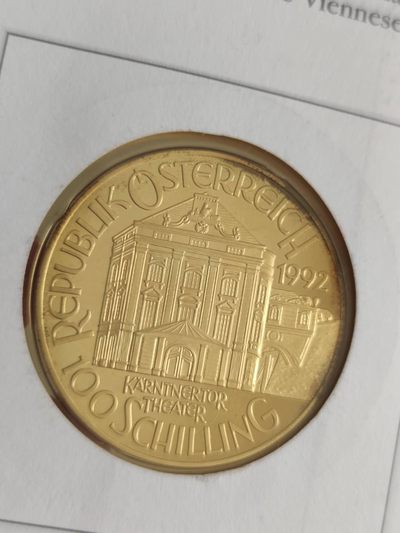 Viennese
REPUBLIK ÖSTERREICH
1992
KÄRNTNERTOR
THEATER
100 SCHILLING